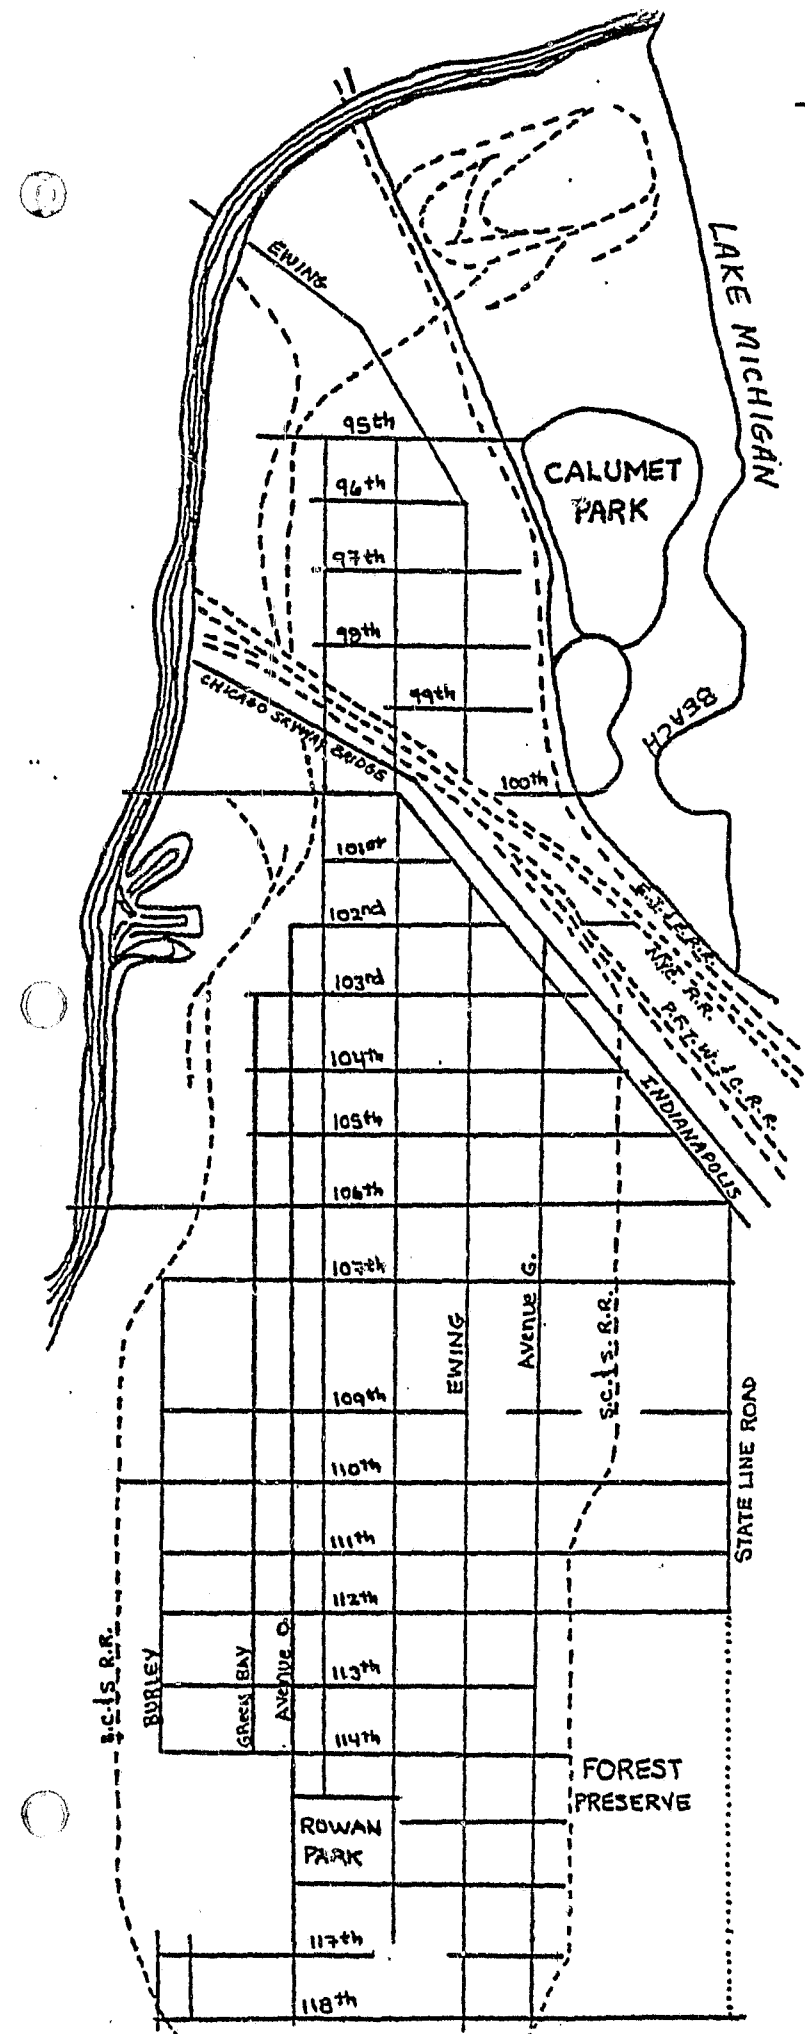 LAKE MICHIGAN
EWING
95th
CALUMET
PARK
96th
97th
98th
99th
BEACH
CHICAGO SKYWAY BRIDGE
100th
101st
102nd
E.J.&E.R.R.
N.Y.C. R.R.
P.FT.W.&C.R.R.
103rd
104th
INDIANAPOLIS
105th
106th
107th
EWING
AVENUE G.
S.C.&S. R.R.
109th
STATE LINE ROAD
110th
111th
112th
S.C.&S R.R.
BURLEY
GREEN BAY
AVENUE O
113th
114th
FOREST
PRESERVE
ROWAN
PARK
117th
118th